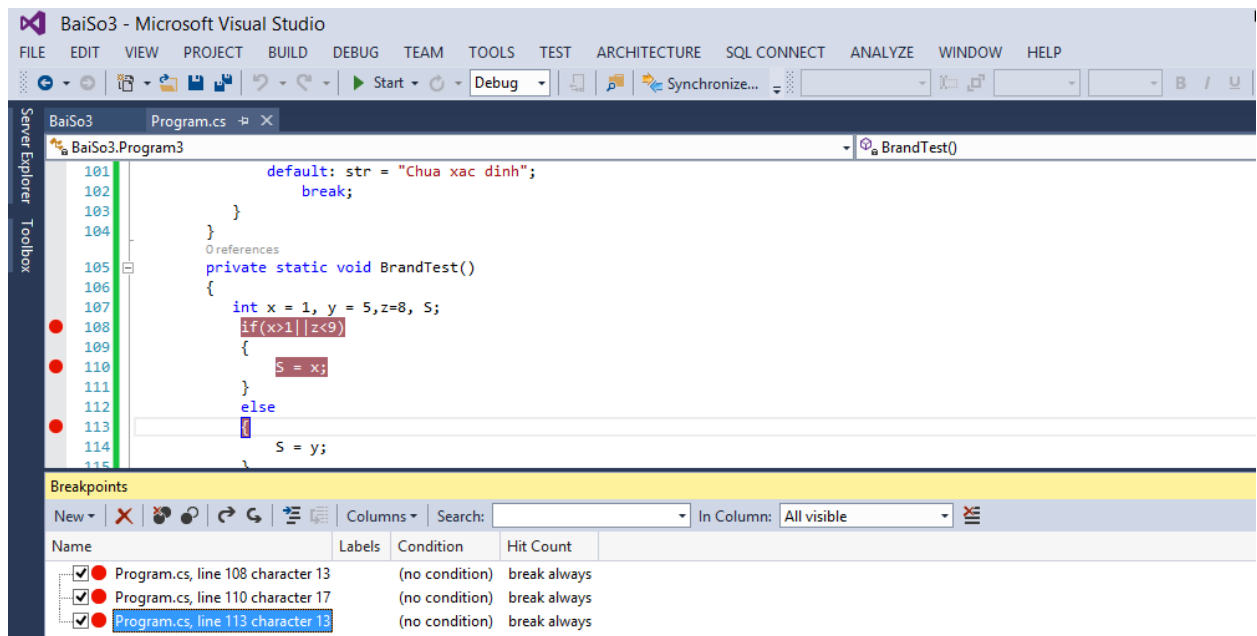 BaiSo3 - Microsoft Visual Studio
FILE EDIT VIEW PROJECT BUILD DEBUG TEAM TOOLS TEST ARCHITECTURE SQL CONNECT ANALYZE WINDOW HELP
Start Debug Synchronize... B I U
Server Explorer
Toolbox
BaiSo3 Program.cs
BaiSo3.Program3 BrandTest()
101 default: str = "Chua xac dinh";
102 break;
103 }
104 }
0 references
105 private static void BrandTest()
106 {
107 int x = 1, y = 5,z=8, S;
108 if(x>1||z<9)
109 {
110 S = x;
111 }
112 else
113 {
114 S = y;
115 }
Breakpoints
New Columns Search: In Column: All visible
Name Labels Condition Hit Count
Program.cs, line 108 character 13 (no condition) break always
Program.cs, line 110 character 17 (no condition) break always
Program.cs, line 113 character 13 (no condition) break always